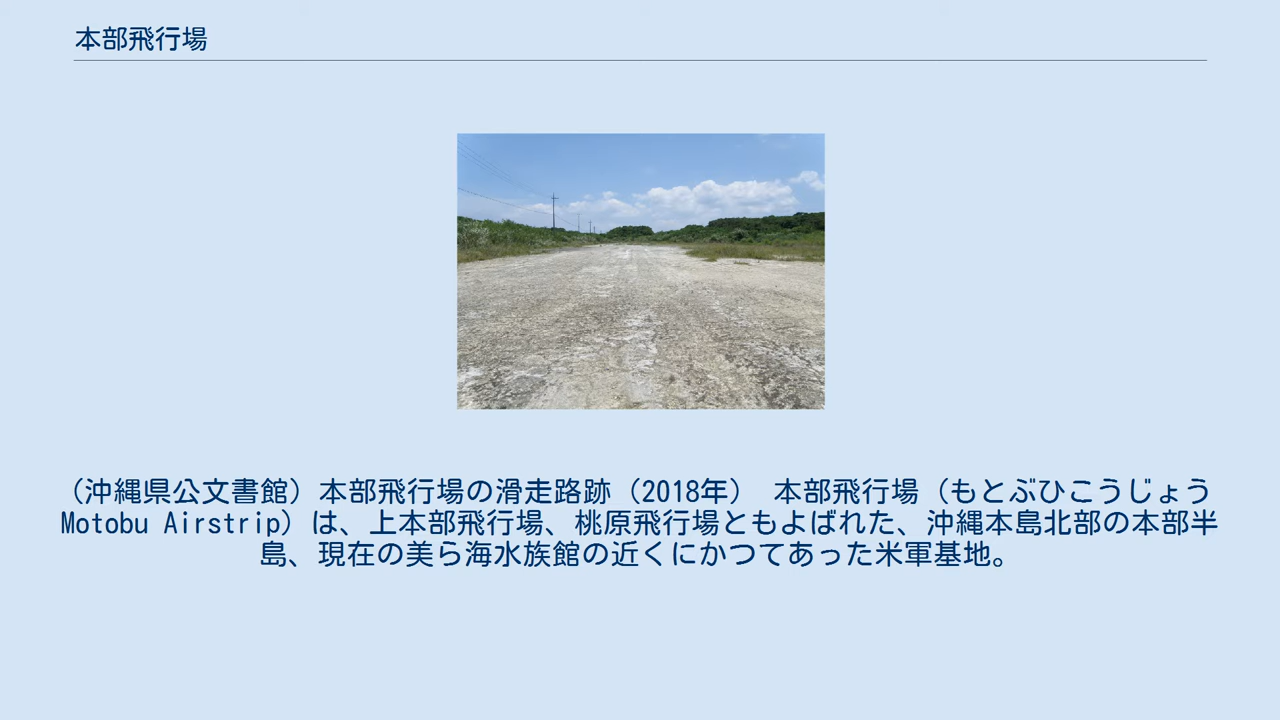 本部飛行場
（沖縄県公文書館）本部飛行場の滑走路跡（2018年） 本部飛行場（もとぶひこうじょう
Motobu Airstrip）は、上本部飛行場、桃原飛行場ともよばれた、沖縄本島北部の本部半
島、現在の美ら海水族館の近くにかつてあった米軍基地。